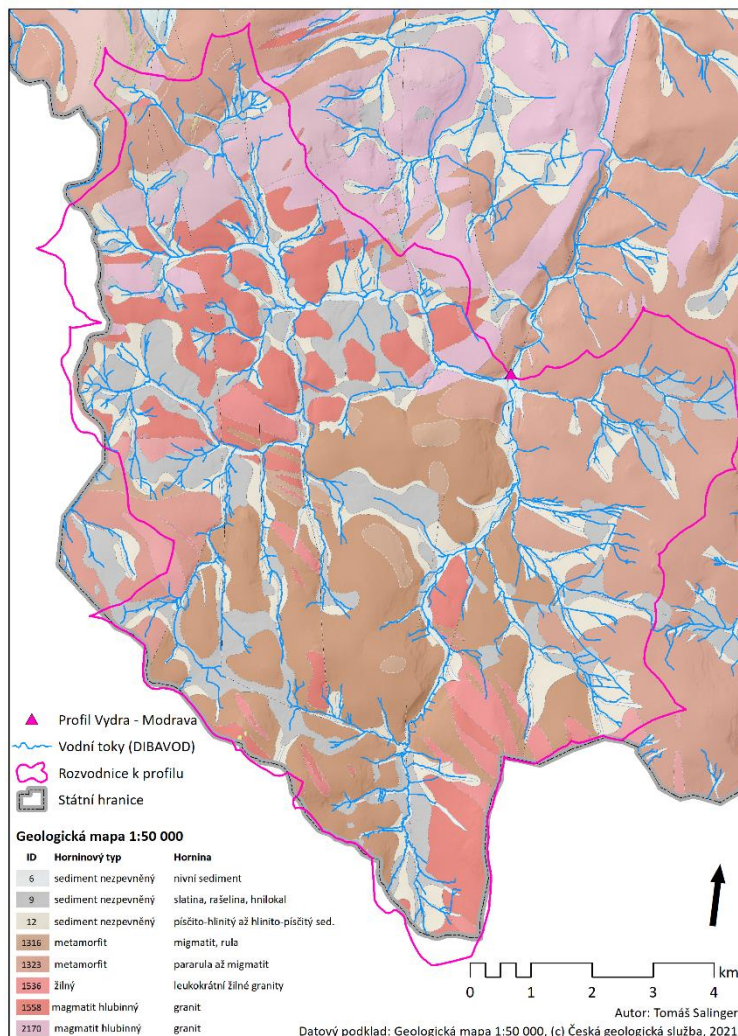 Profil Vydra - Modrava
Vodní toky (DIBAVOD)
Rozvodnice k profilu
Státní hranice
Geologická mapa 1:50 000
ID Horninový typ Hornina
6 sediment nezpevněný nivní sediment
9 sediment nezpevněný slatina, rašelina, hnilokal
12 sediment nezpevněný písčito-hlinitý až hlinito-písčitý sed.
1316 metamorfit migmatit, rula
1323 metamorfit pararula až migmatit
1536 žilný leukokrátní žilné granity
1558 magmatit hlubinný granit
2170 magmatit hlubinný granit
km
0 1 2 3 4
Autor: Tomáš Salinger
Datový podklad: Geologická mapa 1:50 000, (c) Česká geologická služba, 2021